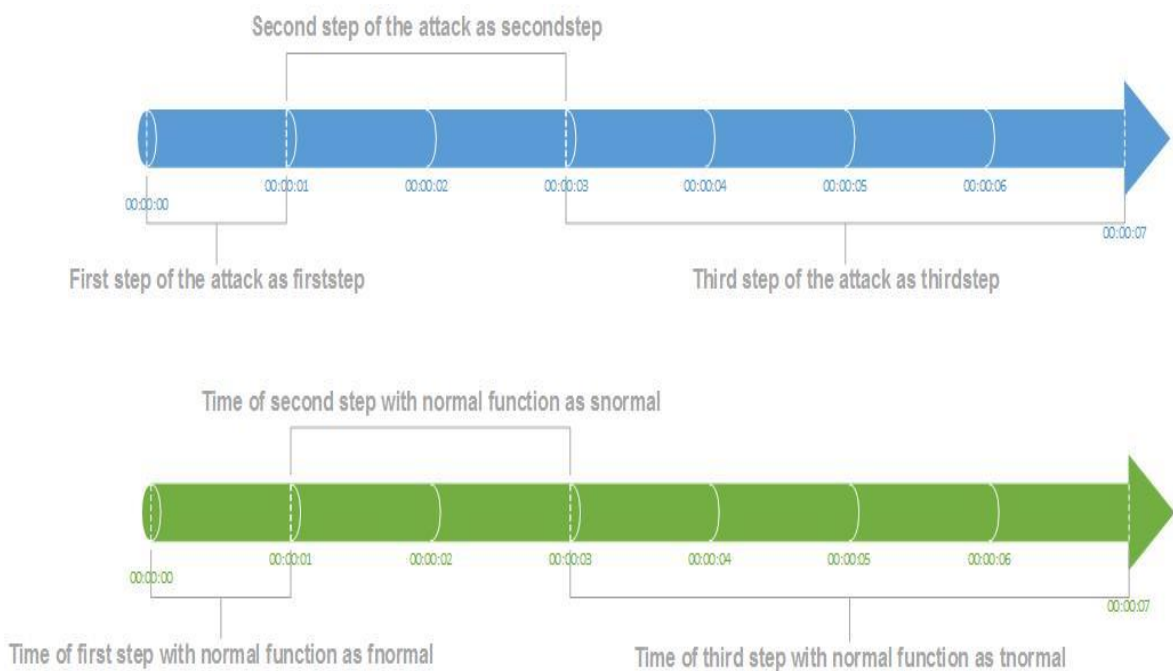 Second step of the attack as secondstep
00:00:00
00:00:01
00:00:02
00:00:03
00:00:04
00:00:05
00:00:06
00:00:07
First step of the attack as firststep
Third step of the attack as thirdstep
Time of second step with normal function as snormal
00:00:00
00:00:01
00:00:02
00:00:03
00:00:04
00:00:05
00:00:06
00:00:07
Time of first step with normal function as fnormal
Time of third step with normal function as tnormal